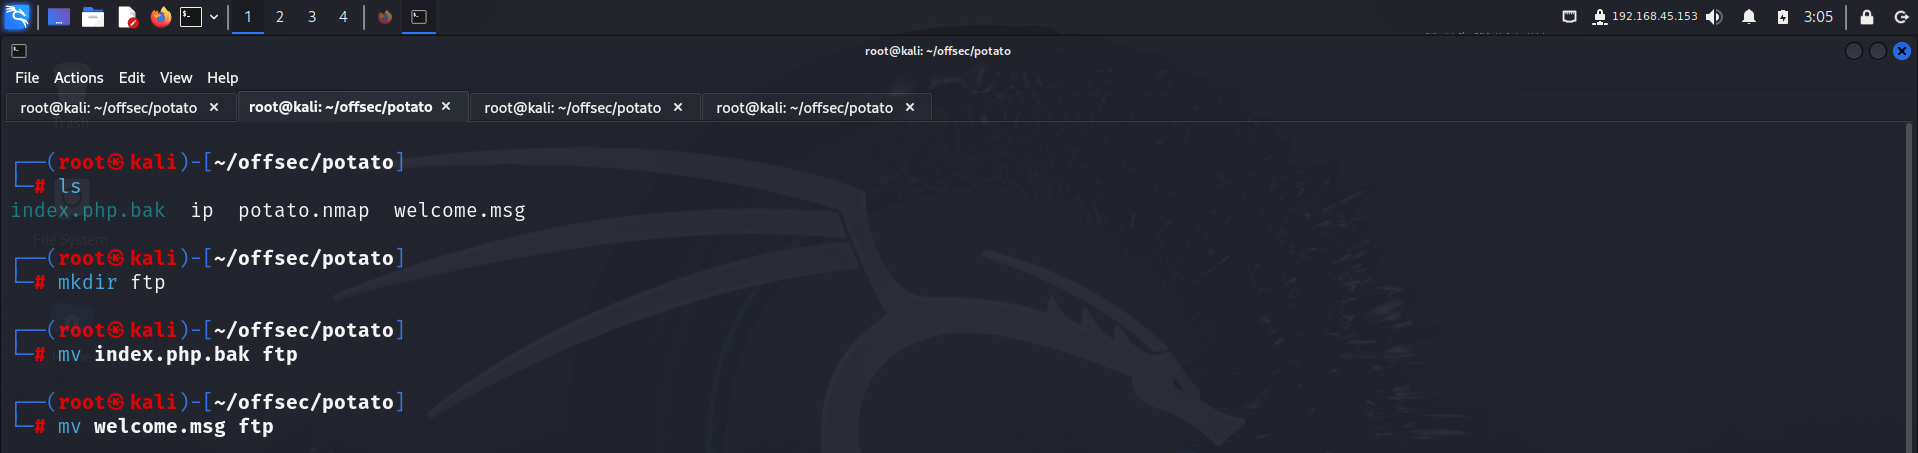 1 2 3 4 192.168.45.153 3:05
root@kali: ~/offsec/potato
File Actions Edit View Help
root@kali: ~/offsec/potato × root@kali: ~/offsec/potato × root@kali: ~/offsec/potato × root@kali: ~/offsec/potato ×
Trash
┌──(root㉿kali)-[~/offsec/potato]
└─# ls
index.php.bak ip potato.nmap welcome.msg
File System
┌──(root㉿kali)-[~/offsec/potato]
└─# mkdir ftp
┌──(root㉿kali)-[~/offsec/potato]
└─# mv index.php.bak ftp
┌──(root㉿kali)-[~/offsec/potato]
└─# mv welcome.msg ftp